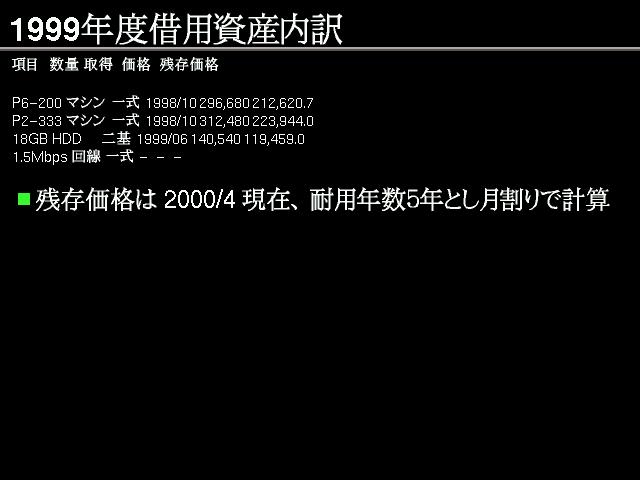 1999年度借用資産内訳
項目 数量 取得 価格 残存価格
P6-200 マシン 一式 1998/10 296,680 212,620.7
P2-333 マシン 一式 1998/10 312,480 223,944.0
18GB HDD 二基 1999/06 140,540 119,459.0
1.5Mbps 回線 一式 - - -
残存価格は 2000/4 現在、耐用年数5年とし月割りで計算